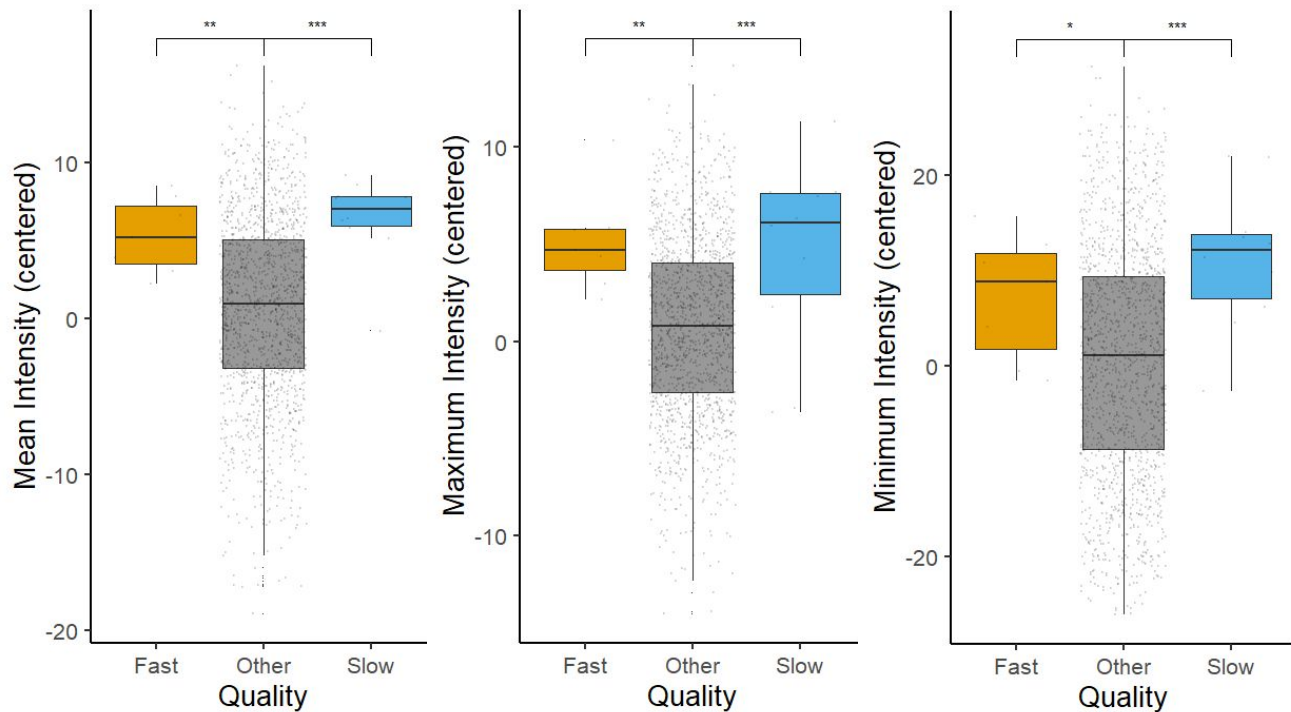 Mean Intensity (centered)
10
0
-10
-20
** ***
Fast Other Slow
Quality
Maximum Intensity (centered)
10
0
-10
** ***
Fast Other Slow
Quality
Minimum Intensity (centered)
20
0
-20
* ***
Fast Other Slow
Quality